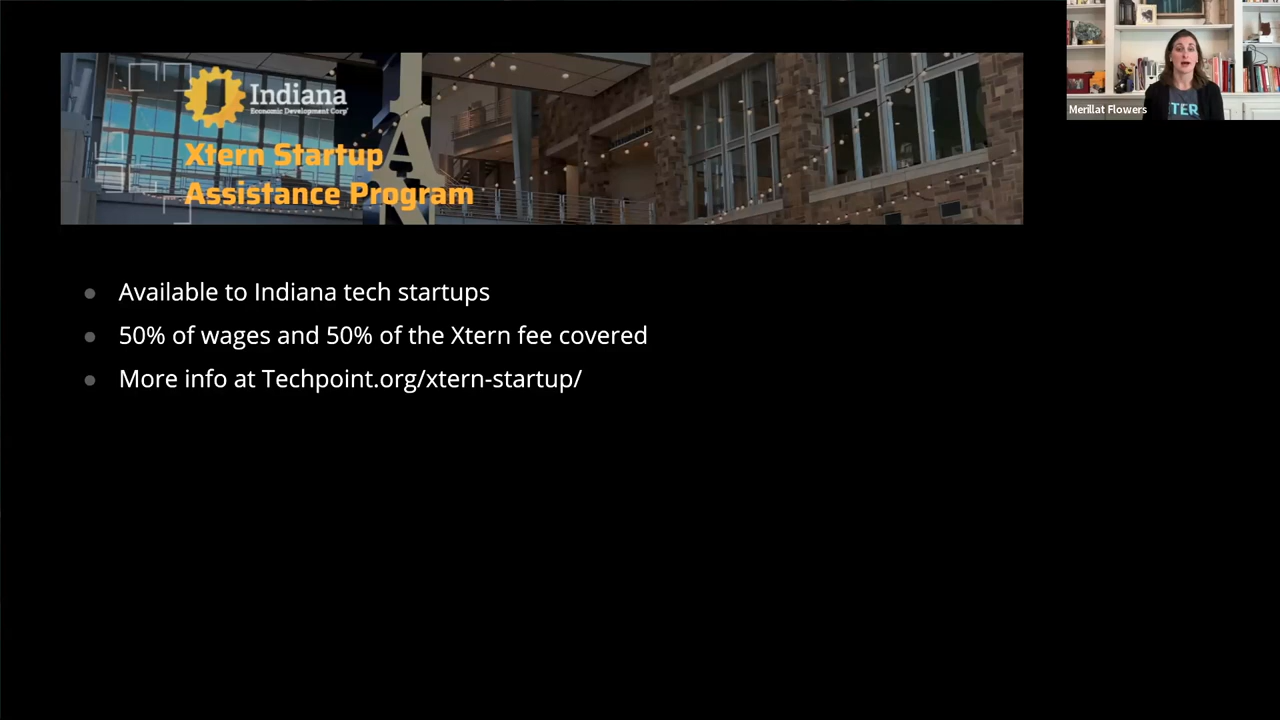 Indiana
Economic Development Corp
Xtern Startup
Assistance Program
Merillat Flowers
TER
● Available to Indiana tech startups
● 50% of wages and 50% of the Xtern fee covered
● More info at Techpoint.org/xtern-startup/